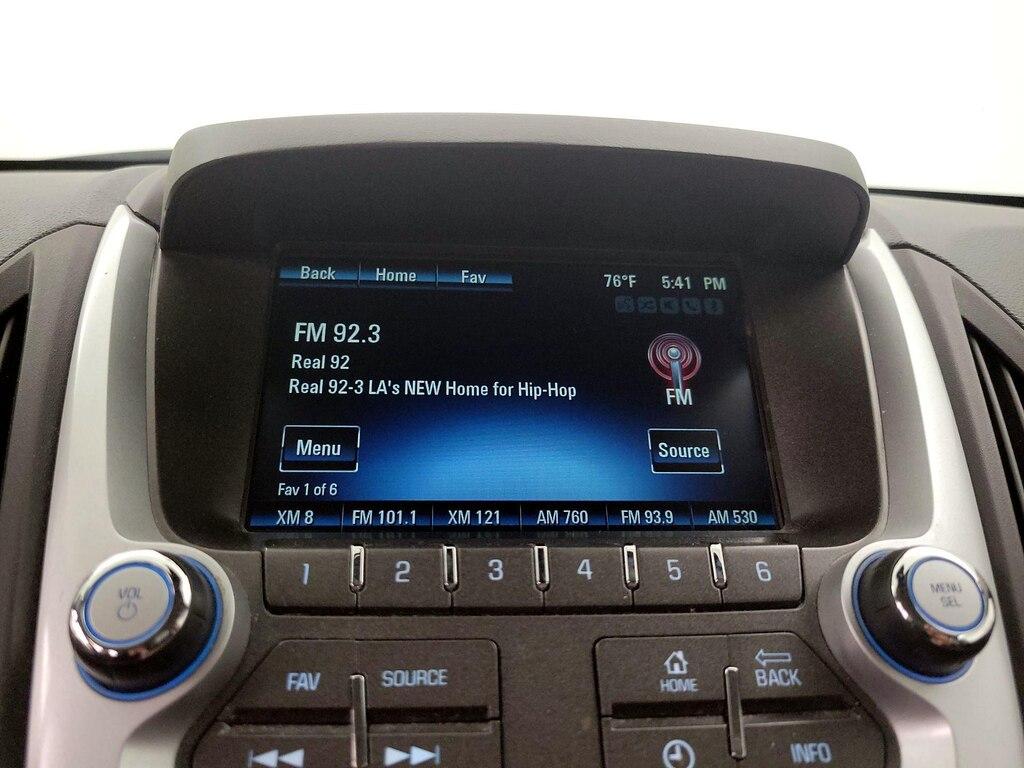 Back Home Fav 76°F 5:41 PM
FM 92.3
Real 92
Real 92-3 LA's NEW Home for Hip-Hop
FM
Menu Source
Fav 1 of 6
XM 8 FM 101.1 XM 121 AM 760 FM 93.9 AM 530
1 2 3 4 5 6
VOL
MENU
SEL
FAV SOURCE HOME BACK
INFO